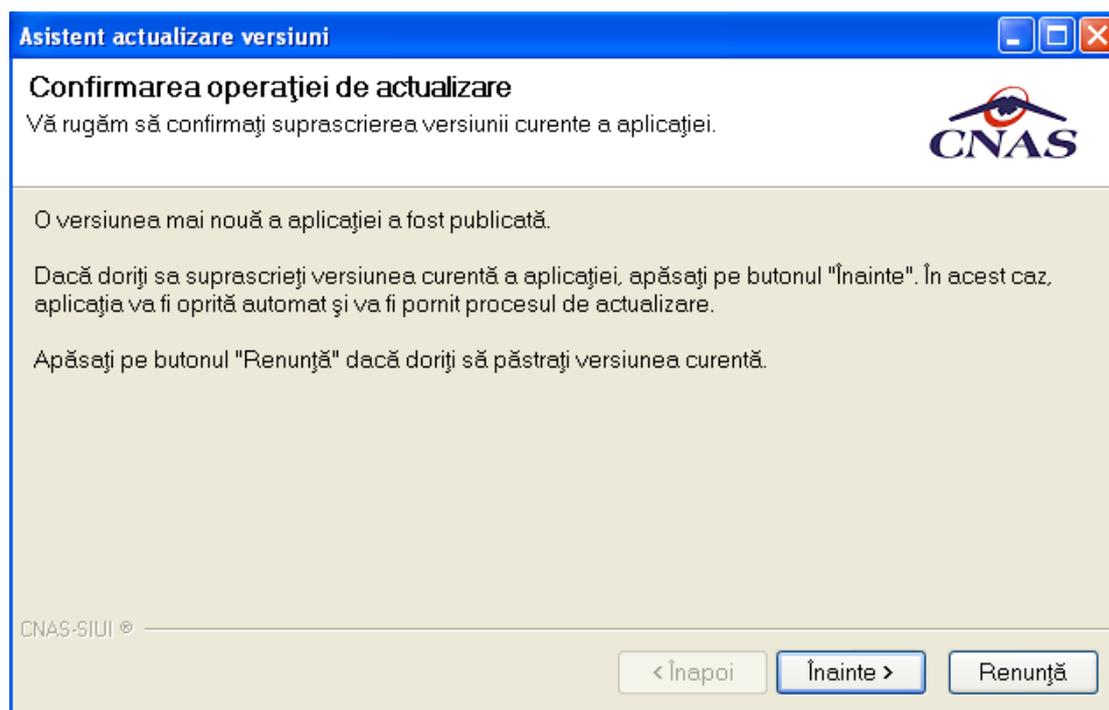 Asistent actualizare versiuni
Confirmarea operaţiei de actualizare
Vă rugăm să confirmaţi suprascrierea versiunii curente a aplicaţiei.
CNAS
O versiunea mai nouă a aplicaţiei a fost publicată.
Dacă doriţi sa suprascrieţi versiunea curentă a aplicaţiei, apăsaţi pe butonul "Înainte". În acest caz,
aplicaţia va fi oprită automat şi va fi pornit procesul de actualizare.
Apăsaţi pe butonul "Renunţă" dacă doriţi să păstraţi versiunea curentă.
CNAS-SIUI ®
< Înapoi
Înainte >
Renunţă